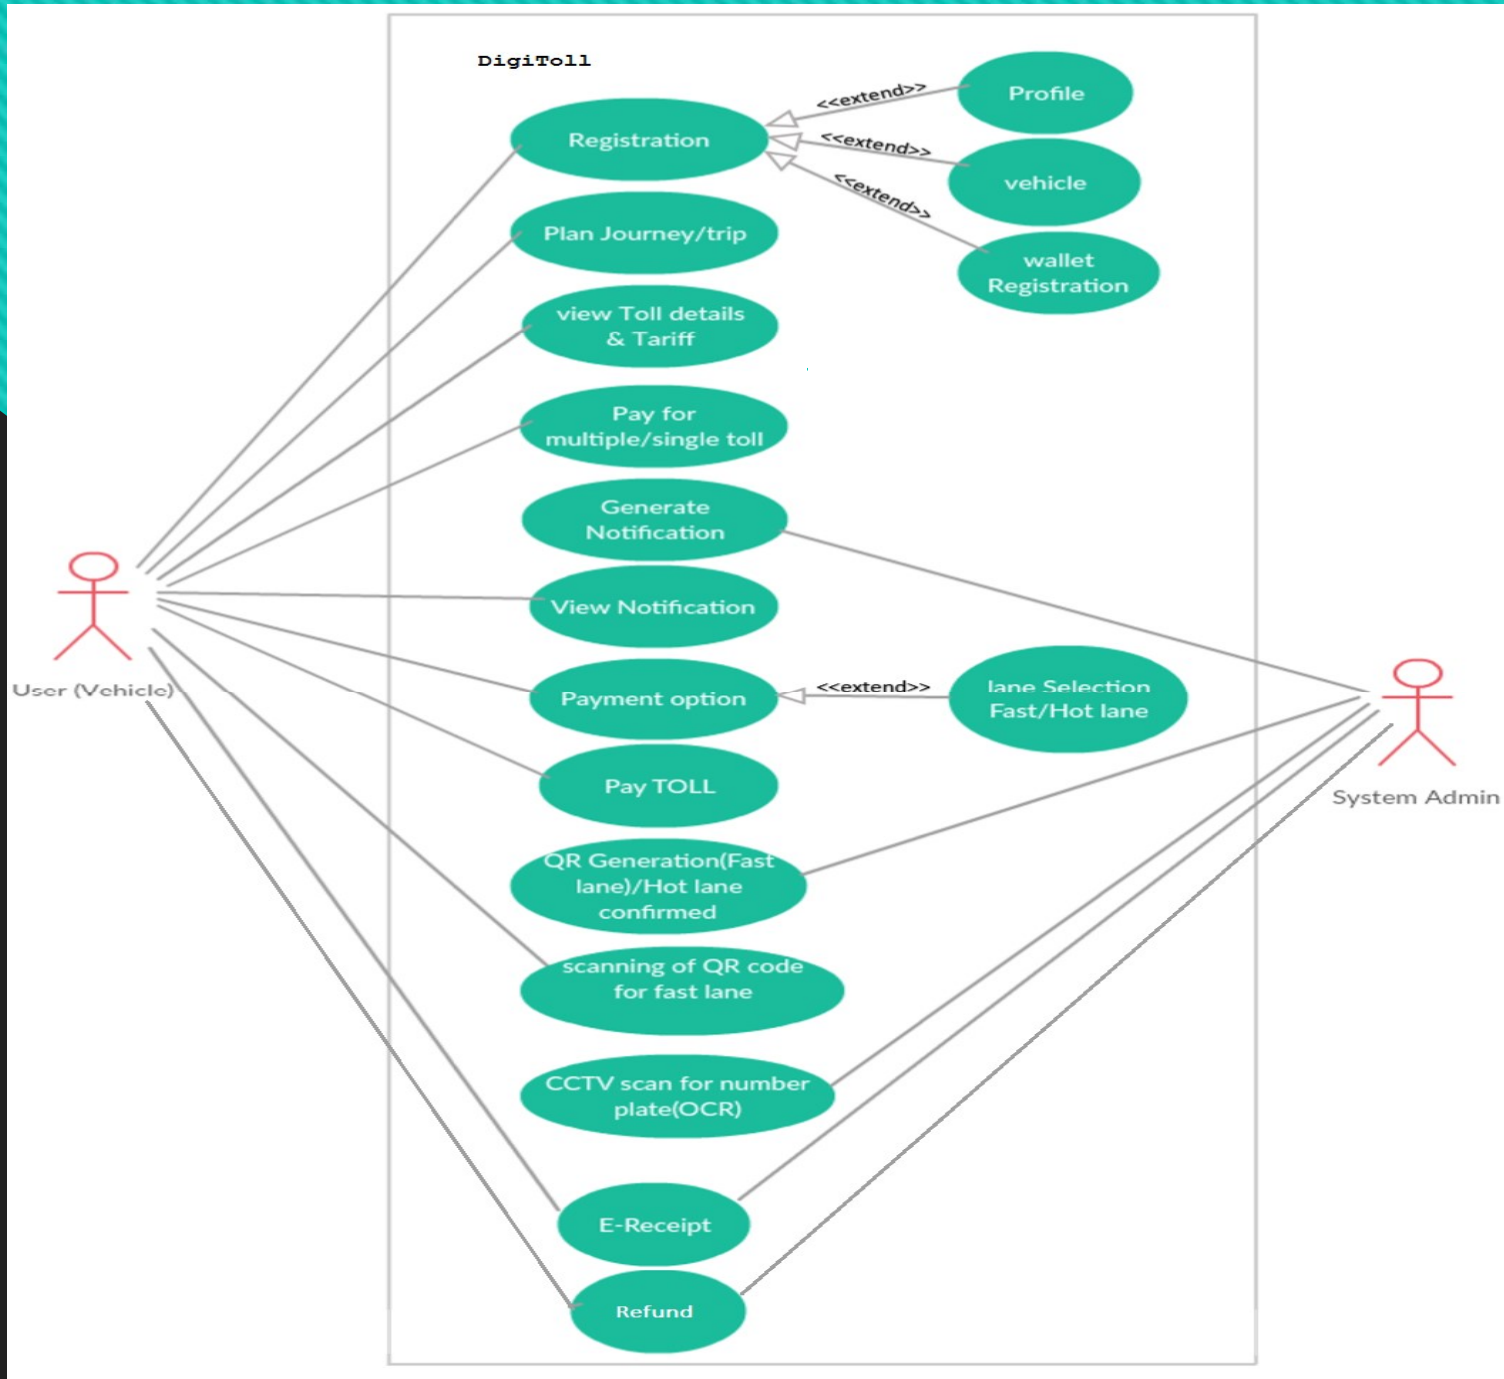 DigiToll
Registration
<<extend>>
Profile
<<extend>>
vehicle
<<extend>>
wallet
Registration
Plan Journey/trip
view Toll details
& Tariff
Pay for
multiple/single toll
Generate
Notification
View Notification
User (Vehicle)
Payment option
<<extend>>
lane Selection
Fast/Hot lane
Pay TOLL
System Admin
QR Generation(Fast
lane)/Hot lane
confirmed
scanning of QR code
for fast lane
CCTV scan for number
plate(OCR)
E-Receipt
Refund